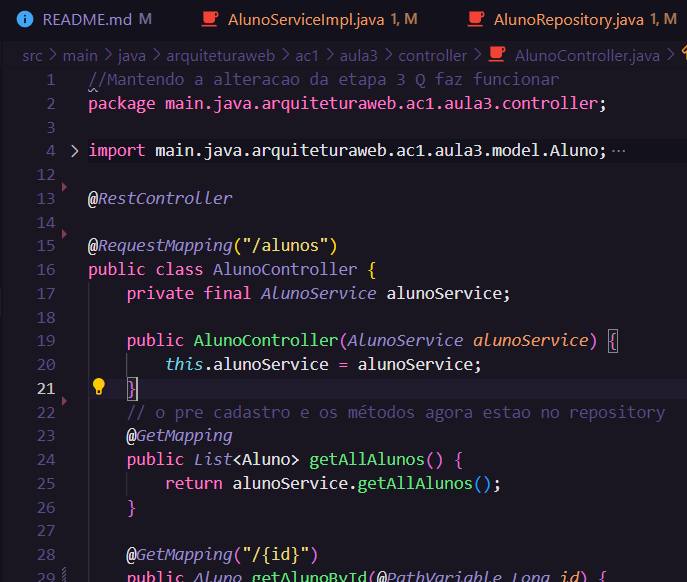 README.md M AlunoServiceImpl.java 1, M AlunoRepository.java 1, M
src > main > java > arquiteturaweb > ac1 > aula3 > controller > AlunoController.java >
1 //Mantendo a alteracao da etapa 3 Q faz funcionar
2 package main.java.arquiteturaweb.ac1.aula3.controller;
3
4 > import main.java.arquiteturaweb.ac1.aula3.model.Aluno; ···
12
13 @RestController
14
15 @RequestMapping("/alunos")
16 public class AlunoController {
17 private final AlunoService alunoService;
18
19 public AlunoController(AlunoService alunoService) {
20 this.alunoService = alunoService;
21 }
22 // o pre cadastro e os métodos agora estao no repository
23 @GetMapping
24 public List<Aluno> getAllAlunos() {
25 return alunoService.getAllAlunos();
26 }
27
28 @GetMapping("/{id}")
29 public Aluno getAlunoById(@PathVariable Long id) {